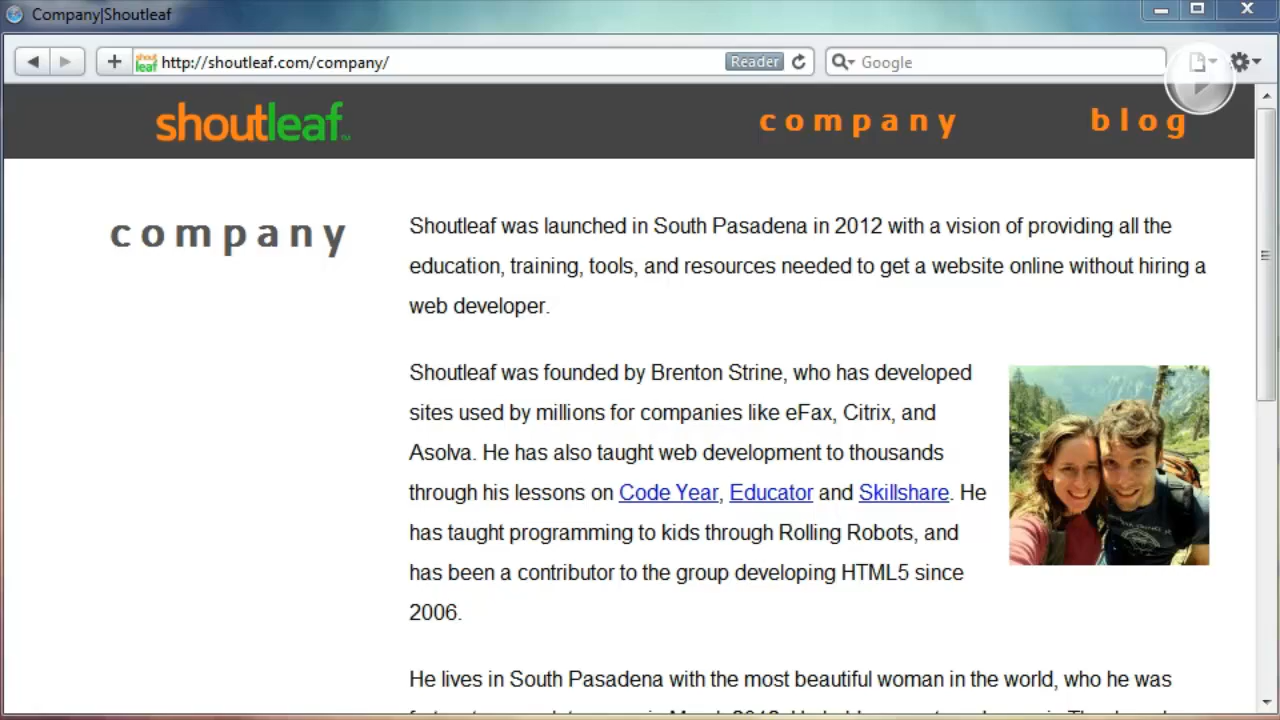 Company|Shoutleaf
http://shoutleaf.com/company/
Reader
Google
shoutleaf™
company
blog
company
Shoutleaf was launched in South Pasadena in 2012 with a vision of providing all the
education, training, tools, and resources needed to get a website online without hiring a
web developer.
Shoutleaf was founded by Brenton Strine, who has developed
sites used by millions for companies like eFax, Citrix, and
Asolva. He has also taught web development to thousands
through his lessons on Code Year, Educator and Skillshare. He
has taught programming to kids through Rolling Robots, and
has been a contributor to the group developing HTML5 since
2006.
He lives in South Pasadena with the most beautiful woman in the world, who he was